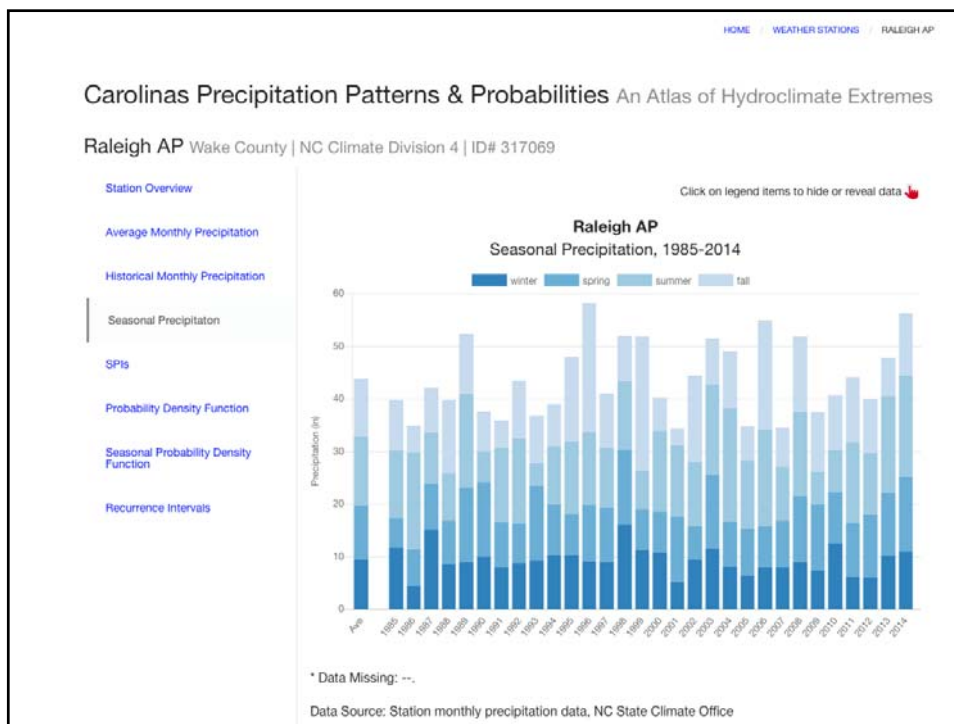 HOME / WEATHER STATIONS / RALEIGH AP
Carolinas Precipitation Patterns & Probabilities An Atlas of Hydroclimate Extremes
Raleigh AP Wake County | NC Climate Division 4 | ID# 317069
Station Overview
Average Monthly Precipitation
Historical Monthly Precipitation
Seasonal Precipitaton
SPIs
Probability Density Function
Seasonal Probability Density
Function
Recurrence Intervals
Click on legend items to hide or reveal data
Raleigh AP
Seasonal Precipitation, 1985-2014
winter spring summer fall
Precipitation (in)
60
50
40
30
20
10
0
Ave 1985 1986 1987 1988 1989 1990 1991 1992 1993 1994 1995 1996 1997 1998 1999 2000 2001 2002 2003 2004 2005 2006 2007 2008 2009 2010 2011 2012 2013 2014
* Data Missing: --.
Data Source: Station monthly precipitation data, NC State Climate Office